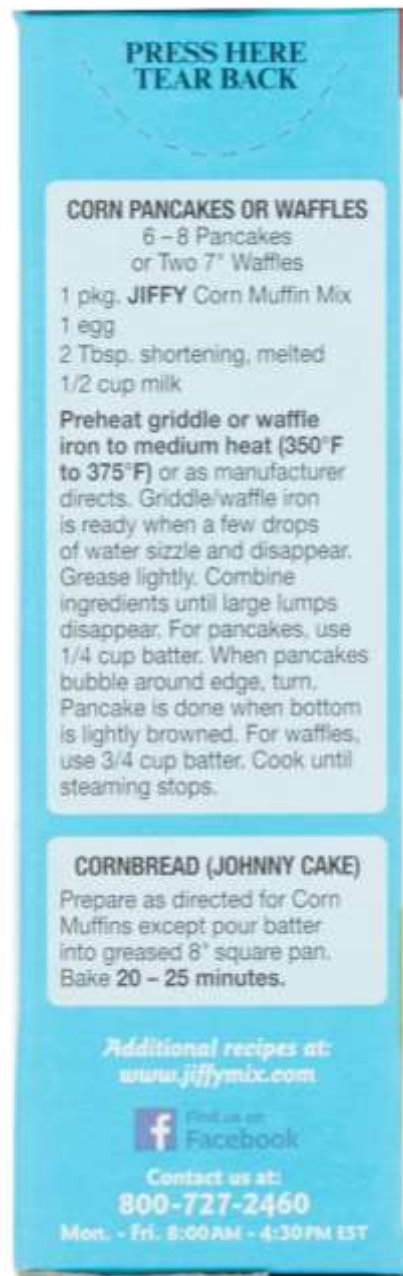 PRESS HERE
TEAR BACK
CORN PANCAKES OR WAFFLES
6 – 8 Pancakes
or Two 7" Waffles
1 pkg. JIFFY Corn Muffin Mix
1 egg
2 Tbsp. shortening, melted
1/2 cup milk
Preheat griddle or waffle
iron to medium heat (350°F
to 375°F) or as manufacturer
directs. Griddle/waffle iron
is ready when a few drops
of water sizzle and disappear.
Grease lightly. Combine
ingredients until large lumps
disappear. For pancakes, use
1/4 cup batter. When pancakes
bubble around edge, turn.
Pancake is done when bottom
is lightly browned. For waffles,
use 3/4 cup batter. Cook until
steaming stops.
CORNBREAD (JOHNNY CAKE)
Prepare as directed for Corn
Muffins except pour batter
into greased 8" square pan.
Bake 20 – 25 minutes.
Additional recipes at:
www.jiffymix.com
f Find us on
Facebook
Contact us at:
800-727-2460
Mon. - Fri. 8:00AM - 4:30PM EST